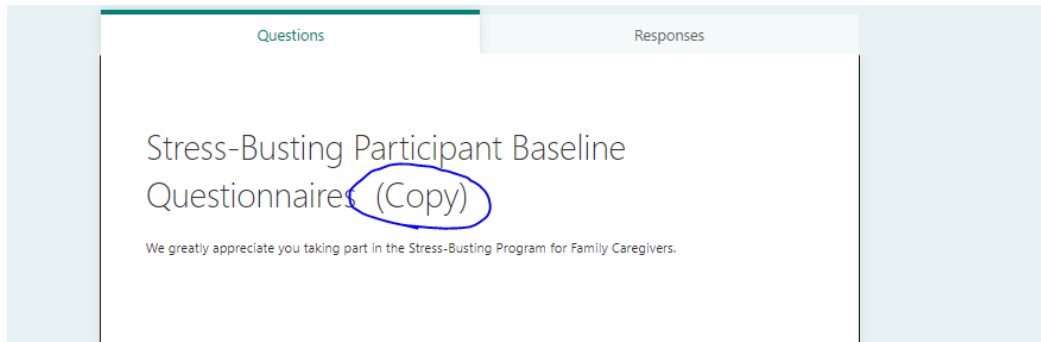 Questions
Responses
Stress-Busting Participant Baseline
Questionnaires (Copy)
We greatly appreciate you taking part in the Stress-Busting Program for Family Caregivers.